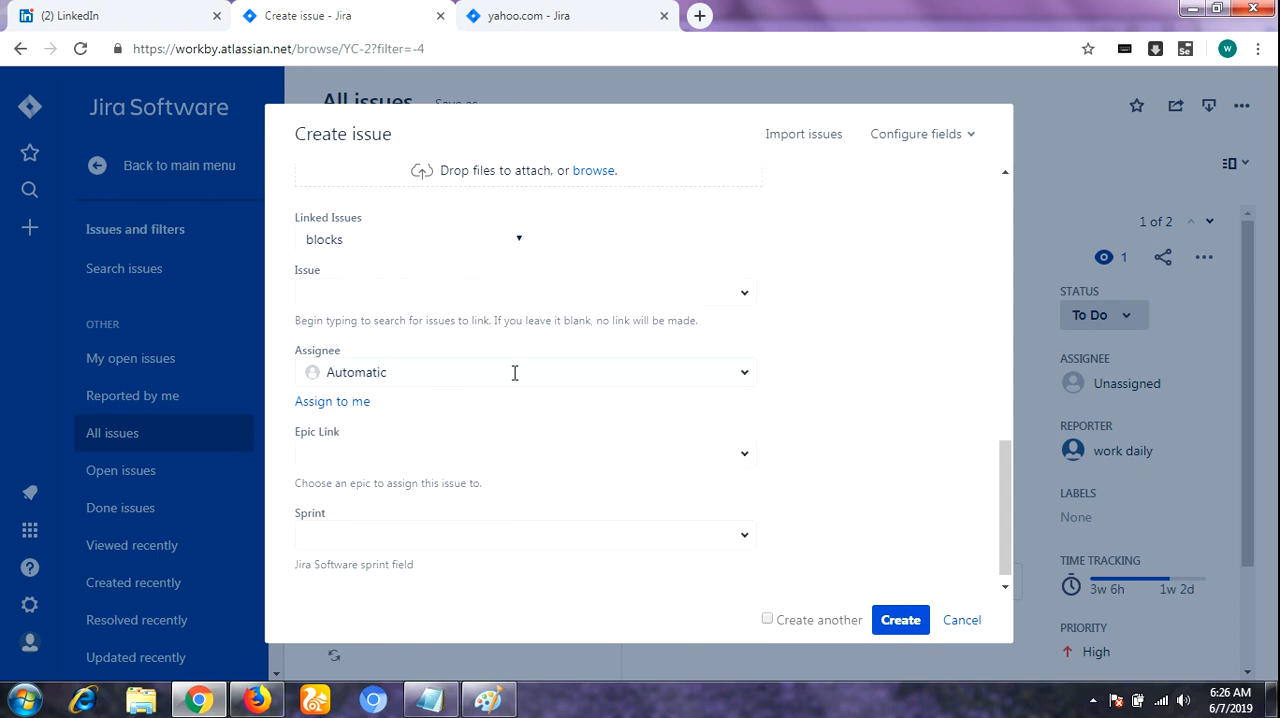 (2) LinkedIn
Create issue - Jira
yahoo.com - Jira
https://workby.atlassian.net/browse/YC-2?filter=-4
Se
w
Jira Software
Back to main menu
Issues and filters
Search issues
OTHER
My open issues
Reported by me
All issues
Open issues
Done issues
Viewed recently
Created recently
Resolved recently
Updated recently
All issues Save as
Create issue
Import issues
Configure fields
Drop files to attach, or browse.
Linked Issues
blocks
Issue
Begin typing to search for issues to link. If you leave it blank, no link will be made.
Assignee
Automatic
Assign to me
Epic Link
Choose an epic to assign this issue to.
Sprint
Jira Software sprint field
Create another
Create
Cancel
1 of 2
1
STATUS
To Do
ASSIGNEE
Unassigned
REPORTER
work daily
LABELS
None
TIME TRACKING
3w 6h 1w 2d
PRIORITY
High
6:26 AM
6/7/2019